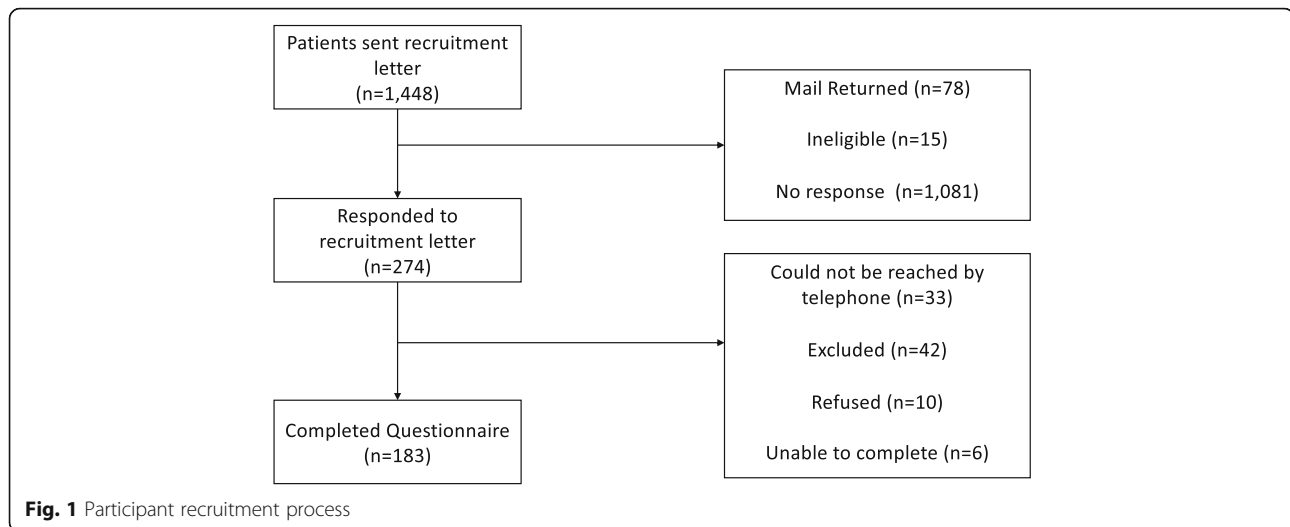 Patients sent recruitment
letter
(n=1,448)
Mail Returned (n=78)
Ineligible (n=15)
No response (n=1,081)
Responded to
recruitment letter
(n=274)
Could not be reached by
telephone (n=33)
Excluded (n=42)
Refused (n=10)
Unable to complete (n=6)
Completed Questionnaire
(n=183)
Fig. 1 Participant recruitment process